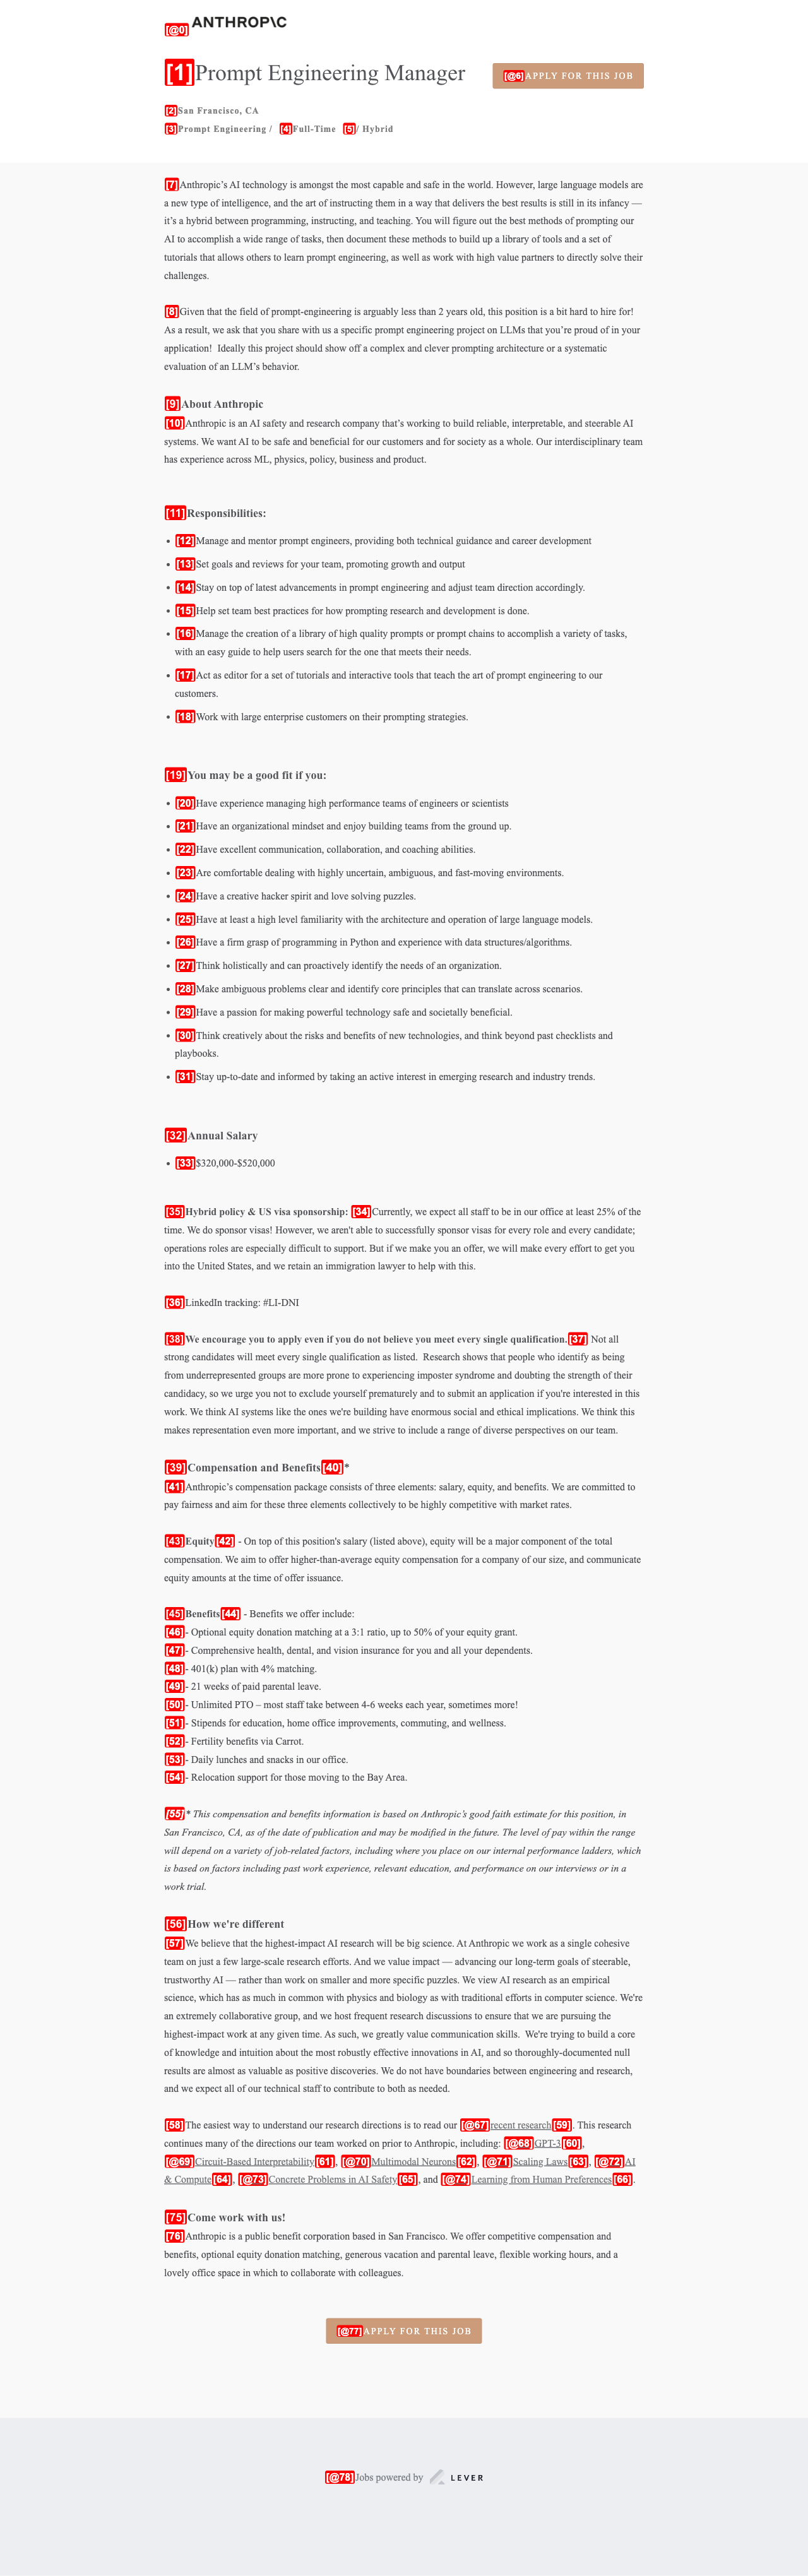 [@0] ANTHROP\C
[1]Prompt Engineering Manager
[@6]APPLY FOR THIS JOB
[2]San Francisco, CA
[3]Prompt Engineering / [4]Full-Time [5]/ Hybrid
[7]Anthropic’s AI technology is amongst the most capable and safe in the world. However, large language models are
a new type of intelligence, and the art of instructing them in a way that delivers the best results is still in its infancy —
it’s a hybrid between programming, instructing, and teaching. You will figure out the best methods of prompting our
AI to accomplish a wide range of tasks, then document these methods to build up a library of tools and a set of
tutorials that allows others to learn prompt engineering, as well as work with high value partners to directly solve their
challenges.
[8]Given that the field of prompt-engineering is arguably less than 2 years old, this position is a bit hard to hire for!
As a result, we ask that you share with us a specific prompt engineering project on LLMs that you’re proud of in your
application!  Ideally this project should show off a complex and clever prompting architecture or a systematic
evaluation of an LLM’s behavior.
[9]About Anthropic
[10]Anthropic is an AI safety and research company that’s working to build reliable, interpretable, and steerable AI
systems. We want AI to be safe and beneficial for our customers and for society as a whole. Our interdisciplinary team
has experience across ML, physics, policy, business and product.
[11]Responsibilities:
• [12]Manage and mentor prompt engineers, providing both technical guidance and career development
• [13]Set goals and reviews for your team, promoting growth and output
• [14]Stay on top of latest advancements in prompt engineering and adjust team direction accordingly.
• [15]Help set team best practices for how prompting research and development is done.
• [16]Manage the creation of a library of high quality prompts or prompt chains to accomplish a variety of tasks,
with an easy guide to help users search for the one that meets their needs.
• [17]Act as editor for a set of tutorials and interactive tools that teach the art of prompt engineering to our
customers.
• [18]Work with large enterprise customers on their prompting strategies.
[19]You may be a good fit if you:
• [20]Have experience managing high performance teams of engineers or scientists
• [21]Have an organizational mindset and enjoy building teams from the ground up.
• [22]Have excellent communication, collaboration, and coaching abilities.
• [23]Are comfortable dealing with highly uncertain, ambiguous, and fast-moving environments.
• [24]Have a creative hacker spirit and love solving puzzles.
• [25]Have at least a high level familiarity with the architecture and operation of large language models.
• [26]Have a firm grasp of programming in Python and experience with data structures/algorithms.
• [27]Think holistically and can proactively identify the needs of an organization.
• [28]Make ambiguous problems clear and identify core principles that can translate across scenarios.
• [29]Have a passion for making powerful technology safe and societally beneficial.
• [30]Think creatively about the risks and benefits of new technologies, and think beyond past checklists and
playbooks.
• [31]Stay up-to-date and informed by taking an active interest in emerging research and industry trends.
[32]Annual Salary
• [33]$320,000-$520,000
[35]Hybrid policy & US visa sponsorship: [34]Currently, we expect all staff to be in our office at least 25% of the
time. We do sponsor visas! However, we aren't able to successfully sponsor visas for every role and every candidate;
operations roles are especially difficult to support. But if we make you an offer, we will make every effort to get you
into the United States, and we retain an immigration lawyer to help with this.
[36]LinkedIn tracking: #LI-DNI
[38]We encourage you to apply even if you do not believe you meet every single qualification.[37] Not all
strong candidates will meet every single qualification as listed.  Research shows that people who identify as being
from underrepresented groups are more prone to experiencing imposter syndrome and doubting the strength of their
candidacy, so we urge you not to exclude yourself prematurely and to submit an application if you're interested in this
work. We think AI systems like the ones we're building have enormous social and ethical implications. We think this
makes representation even more important, and we strive to include a range of diverse perspectives on our team.
[39]Compensation and Benefits[40]*
[41]Anthropic’s compensation package consists of three elements: salary, equity, and benefits. We are committed to
pay fairness and aim for these three elements collectively to be highly competitive with market rates.
[43]Equity[42] - On top of this position's salary (listed above), equity will be a major component of the total
compensation. We aim to offer higher-than-average equity compensation for a company of our size, and communicate
equity amounts at the time of offer issuance.
[45]Benefits[44] - Benefits we offer include:
[46]- Optional equity donation matching at a 3:1 ratio, up to 50% of your equity grant.
[47]- Comprehensive health, dental, and vision insurance for you and all your dependents.
[48]- 401(k) plan with 4% matching.
[49]- 21 weeks of paid parental leave.
[50]- Unlimited PTO – most staff take between 4-6 weeks each year, sometimes more!
[51]- Stipends for education, home office improvements, commuting, and wellness.
[52]- Fertility benefits via Carrot.
[53]- Daily lunches and snacks in our office.
[54]- Relocation support for those moving to the Bay Area.
[55]* This compensation and benefits information is based on Anthropic’s good faith estimate for this position, in
San Francisco, CA, as of the date of publication and may be modified in the future. The level of pay within the range
will depend on a variety of job-related factors, including where you place on our internal performance ladders, which
is based on factors including past work experience, relevant education, and performance on our interviews or in a
work trial.
[56]How we're different
[57]We believe that the highest-impact AI research will be big science. At Anthropic we work as a single cohesive
team on just a few large-scale research efforts. And we value impact — advancing our long-term goals of steerable,
trustworthy AI — rather than work on smaller and more specific puzzles. We view AI research as an empirical
science, which has as much in common with physics and biology as with traditional efforts in computer science. We're
an extremely collaborative group, and we host frequent research discussions to ensure that we are pursuing the
highest-impact work at any given time. As such, we greatly value communication skills.  We're trying to build a core
of knowledge and intuition about the most robustly effective innovations in AI, and so thoroughly-documented null
results are almost as valuable as positive discoveries. We do not have boundaries between engineering and research,
and we expect all of our technical staff to contribute to both as needed.
[58]The easiest way to understand our research directions is to read our [@67]recent research[59]. This research
continues many of the directions our team worked on prior to Anthropic, including: [@68]GPT-3[60],
[@69]Circuit-Based Interpretability[61], [@70]Multimodal Neurons[62], [@71]Scaling Laws[63], [@72]AI
& Compute[64], [@73]Concrete Problems in AI Safety[65], and [@74]Learning from Human Preferences[66].
[75]Come work with us!
[76]Anthropic is a public benefit corporation based in San Francisco. We offer competitive compensation and
benefits, optional equity donation matching, generous vacation and parental leave, flexible working hours, and a
lovely office space in which to collaborate with colleagues.
[@77]APPLY FOR THIS JOB
[@78]Jobs powered by LEVER